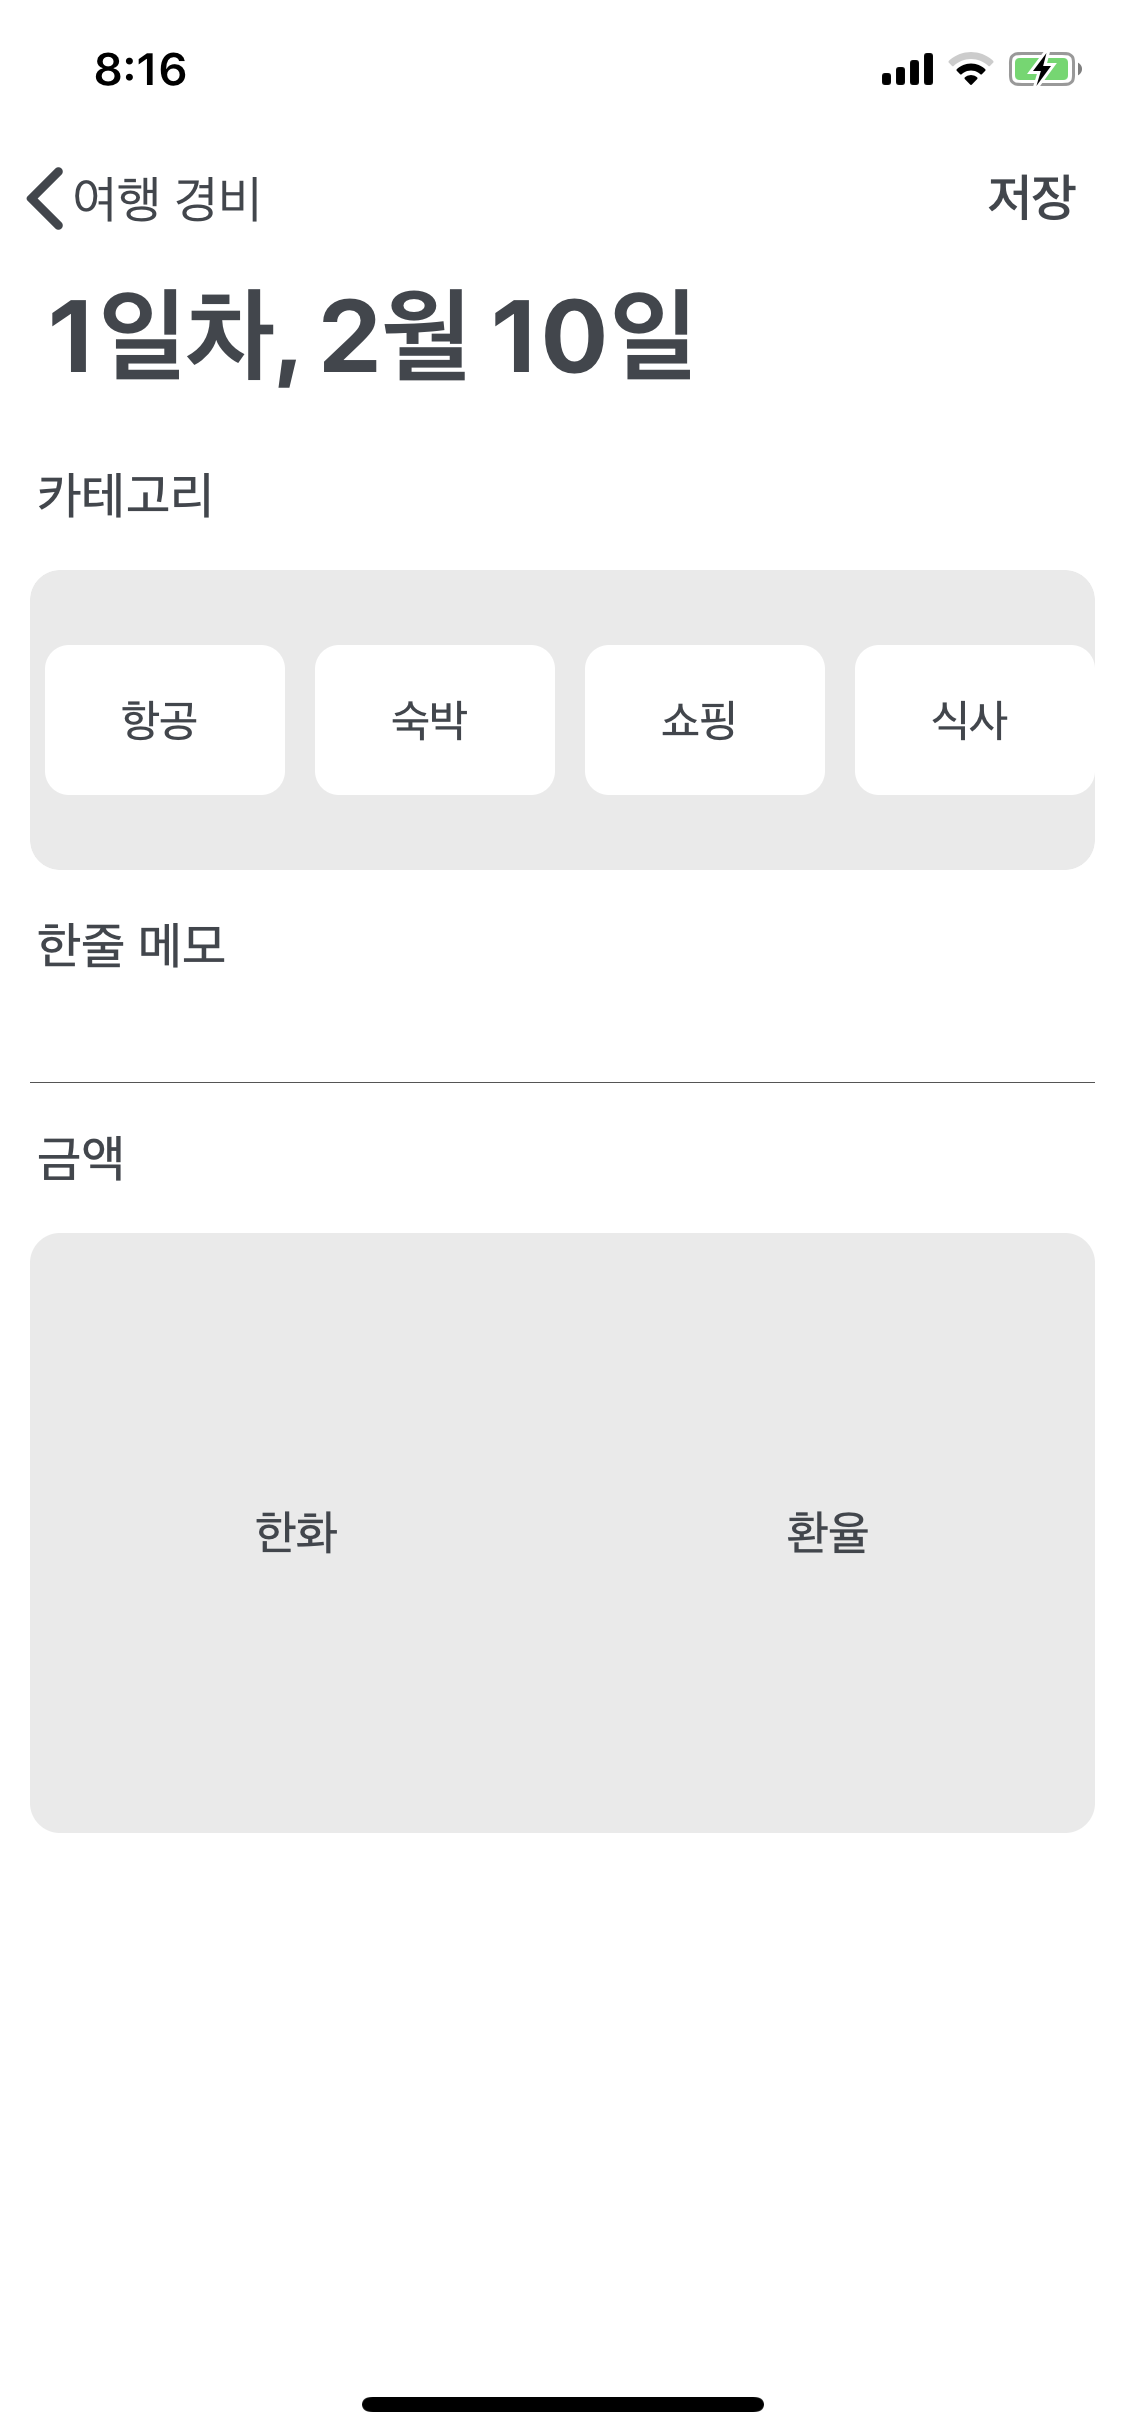 8:16
여행 경비
저장
1일차, 2월 10일
카테고리
항공 숙박 쇼핑 식사
한줄 메모
금액
한화 환율